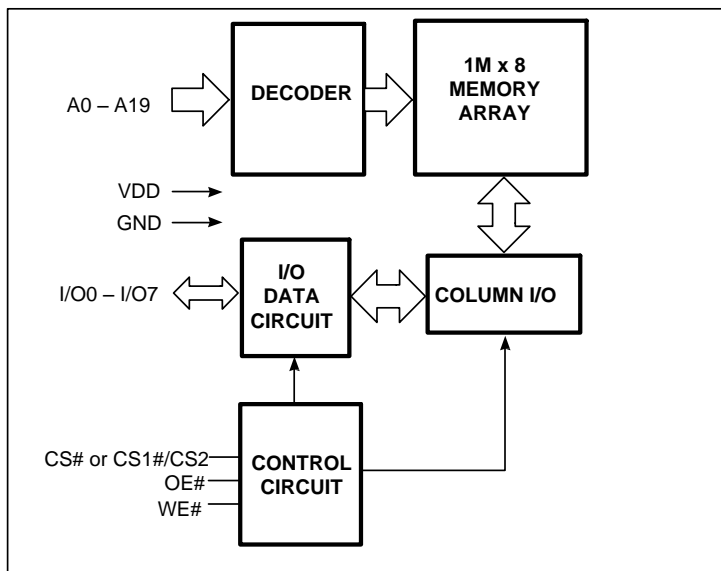 A0 – A19
DECODER
1M x 8
MEMORY
ARRAY
VDD
GND
I/O0 – I/O7
I/O
DATA
CIRCUIT
COLUMN I/O
CS# or CS1#/CS2
OE#
WE#
CONTROL
CIRCUIT